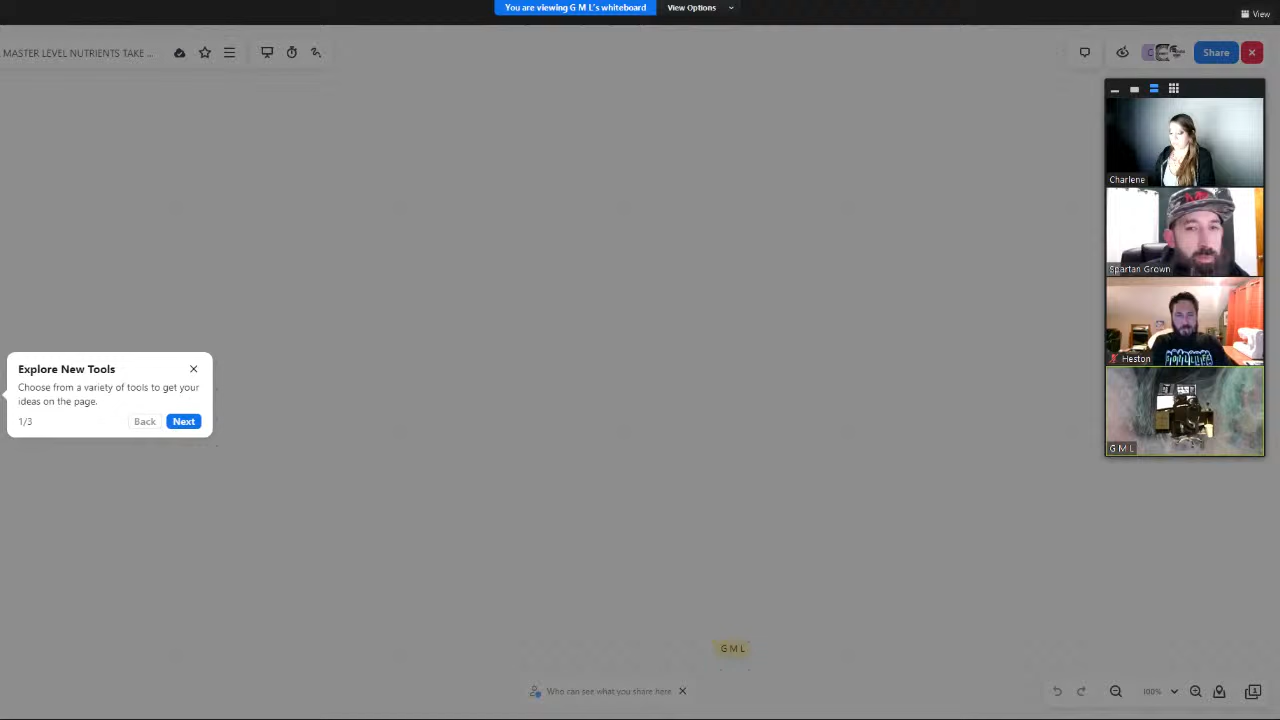 You are viewing G M L's whiteboard
View Options
View
MASTER LEVEL NUTRIENTS TAKE ...
C
Share
Charlene
Spartan Grown
Heston
G M L
Explore New Tools
Choose from a variety of tools to get your
ideas on the page.
1/3
Back
Next
G M L
Who can see what you share here
100%